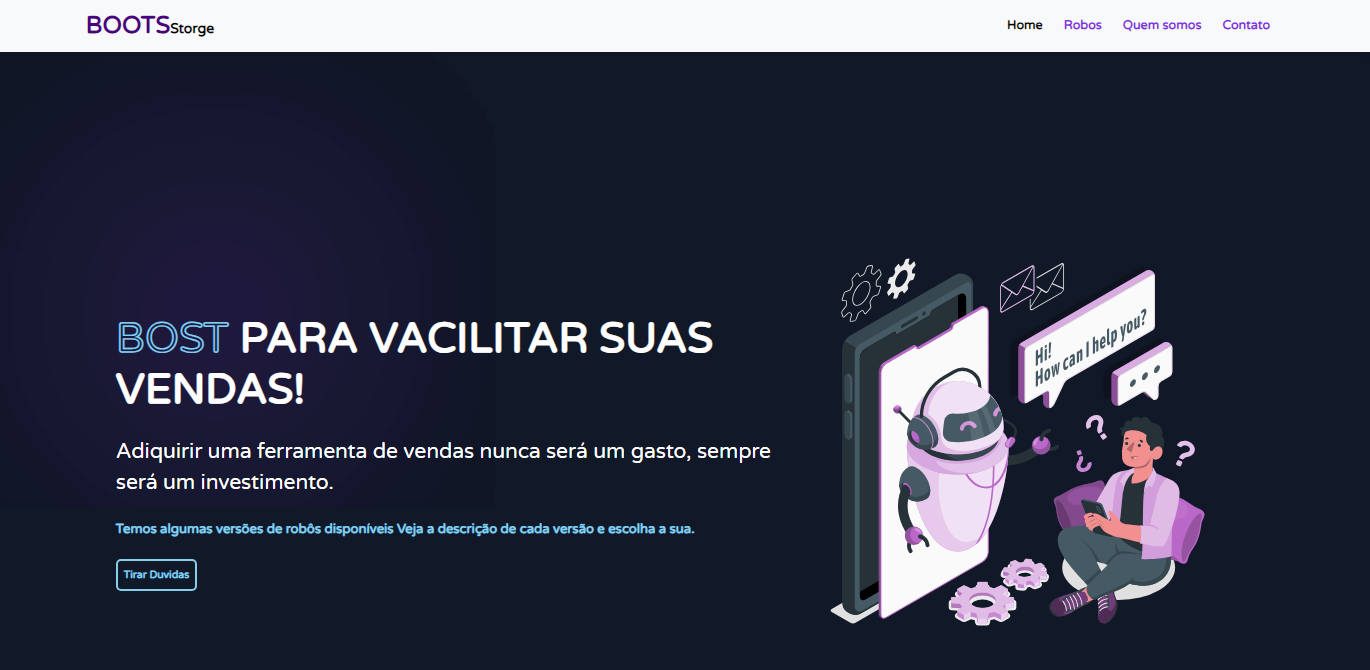 BOOTSStorge
Home Robos Quem somos Contato
BOST PARA VACILITAR SUAS
VENDAS!
Adiquirir uma ferramenta de vendas nunca será um gasto, sempre
será um investimento.
Temos algumas versões de robôs disponíveis Veja a descrição de cada versão e escolha a sua.
Tirar Duvidas
Hi!
How can I help you?